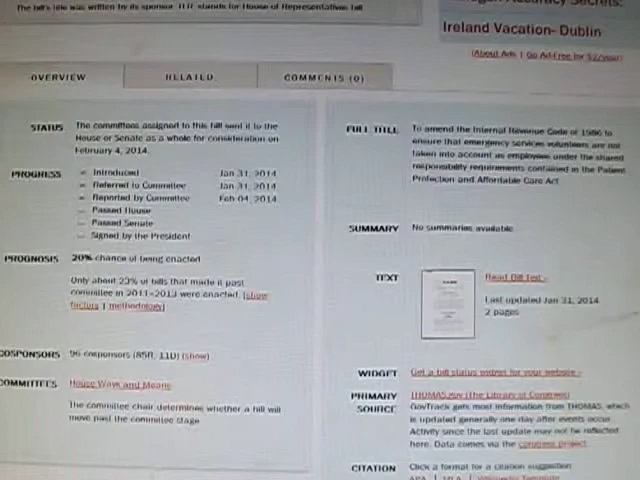 The bill's title was written by its sponsor. H.R. stands for House of Representatives bill.
Accuracy Secrets:
Ireland Vacation- Dublin
(About Ads | Go Ad-Free for $2/year)
OVERVIEW
RELATED
COMMENTS (0)
STATUS
The committees assigned to this bill sent it to the
House or Senate as a whole for consideration on
February 4, 2014.
PROGRESS
Introduced Jan 31, 2014
Referred to Committee Jan 31, 2014
Reported by Committee Feb 04, 2014
Passed House
Passed Senate
Signed by the President
PROGNOSIS
20% chance of being enacted
Only about 23% of bills that made it past
committee in 2011–2013 were enacted. [show
factors | methodology]
COSPONSORS
96 cosponsors (85R, 11D) (show)
COMMITTEES
House Ways and Means
The committee chair determines whether a bill will
move past the committee stage.
FULL TITLE
To amend the Internal Revenue Code of 1986 to
ensure that emergency services volunteers are not
taken into account as employees under the shared
responsibility requirements contained in the Patient
Protection and Affordable Care Act.
SUMMARY
No summaries available.
TEXT
Read Bill Text »
Last updated Jan 31, 2014
2 pages
WIDGET
Get a bill status widget for your website »
PRIMARY
SOURCE
THOMAS.gov (The Library of Congress)
GovTrack gets most information from THOMAS, which
is updated generally one day after events occur.
Activity since the last update may not be reflected
here. Data comes via the congress project.
CITATION
Click a format for a citation suggestion:
APA | MLA | Wikipedia Template